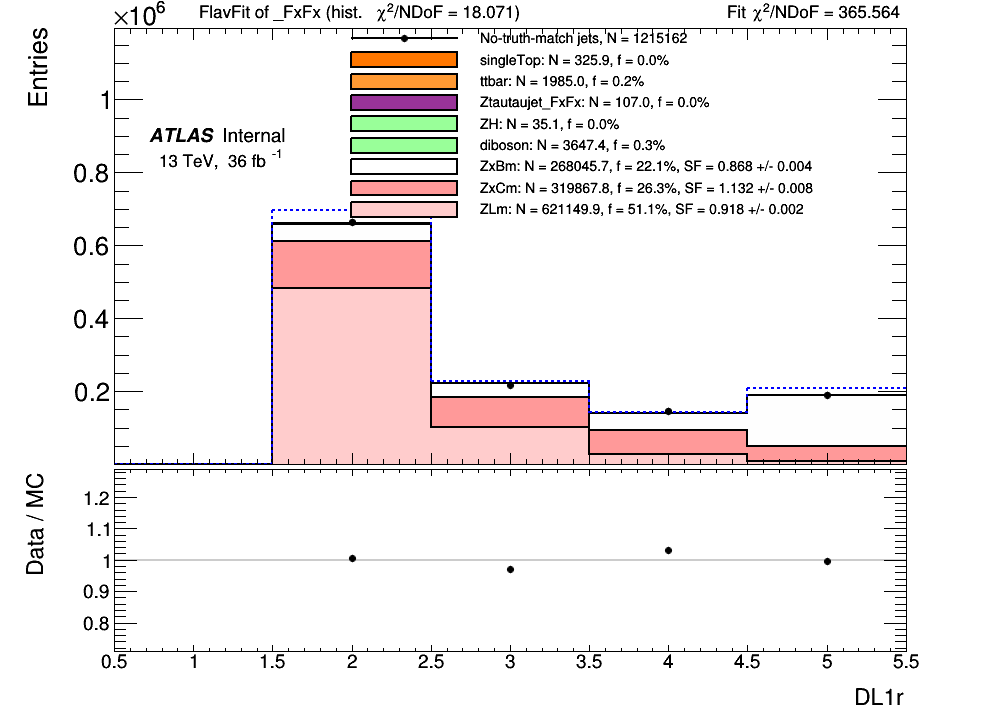 ×10⁶
FlavFit of _FxFx (hist. χ²/NDoF = 18.071)
Fit χ²/NDoF = 365.564
Entries
No-truth-match jets, N = 1215162
singleTop: N = 325.9, f = 0.0%
ttbar: N = 1985.0, f = 0.2%
Ztautaujet_FxFx: N = 107.0, f = 0.0%
ZH: N = 35.1, f = 0.0%
diboson: N = 3647.4, f = 0.3%
ZxBm: N = 268045.7, f = 22.1%, SF = 0.868 +/- 0.004
ZxCm: N = 319867.8, f = 26.3%, SF = 1.132 +/- 0.008
ZLm: N = 621149.9, f = 51.1%, SF = 0.918 +/- 0.002
ATLAS Internal
13 TeV, 36 fb⁻¹
1
0.8
0.6
0.4
0.2
Data / MC
1.2
1.1
1
0.9
0.8
0.5 1 1.5 2 2.5 3 3.5 4 4.5 5 5.5
DL1r